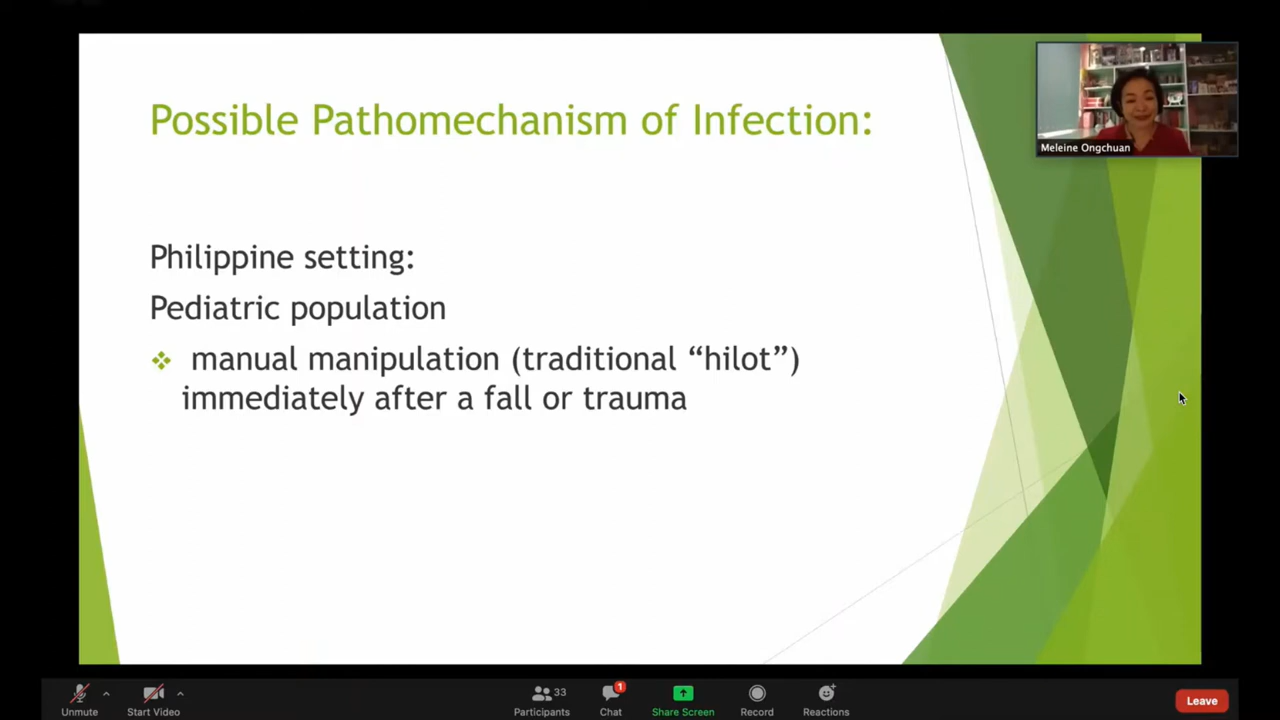 Possible Pathomechanism of Infection:
Meleine Ongchuan
Philippine setting:
Pediatric population
manual manipulation (traditional “hilot”)
immediately after a fall or trauma
33
1
Unmute
Start Video
Participants
Chat
Share Screen
Record
Reactions
Leave